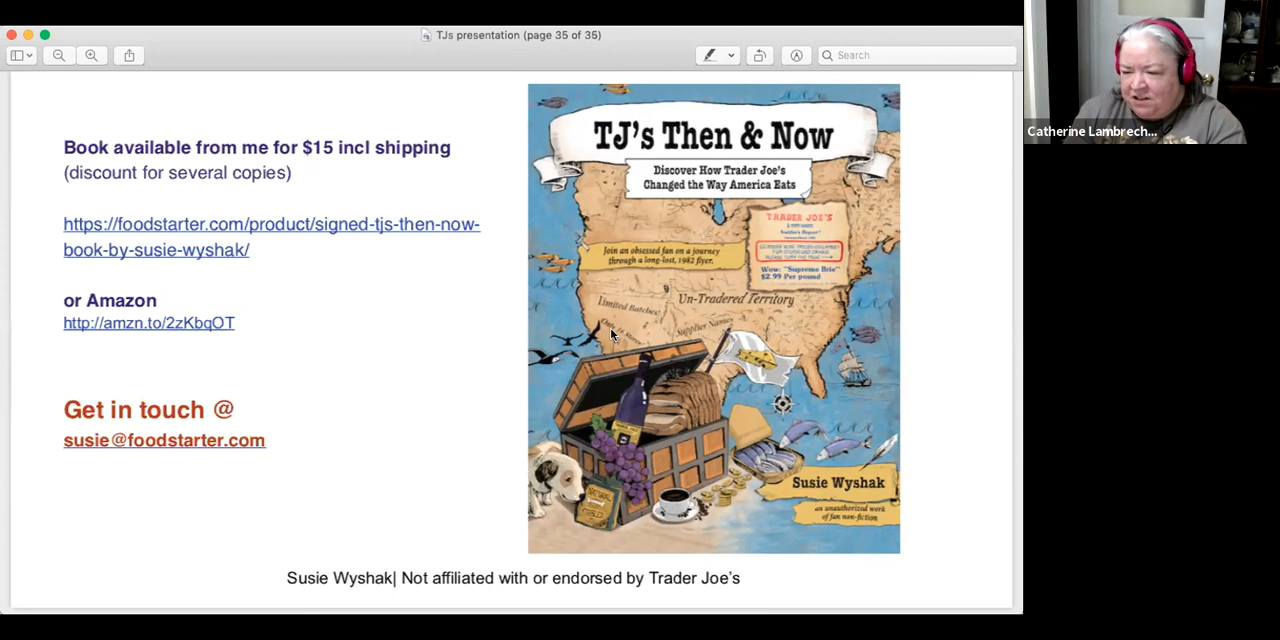 TJs presentation (page 35 of 35)
Search
Catherine Lambrech...
Book available from me for $15 incl shipping
(discount for several copies)
https://foodstarter.com/product/signed-tjs-then-now-
book-by-susie-wyshak/
or Amazon
http://amzn.to/2zKbqOT
Get in touch @
susie@foodstarter.com
TJ's Then & Now
Discover How Trader Joe's
Changed the Way America Eats
TRADER JOE'S
Join an obsessed fan on a journey
through a long-lost, 1982 flyer.
Wow: "Supreme Brie"
$2.99 Per pound
Un-Tradered Territory
Limited Batches!
Supplier Names
Susie Wyshak
an unauthorized work
of fan non-fiction
Susie Wyshak| Not affiliated with or endorsed by Trader Joe's